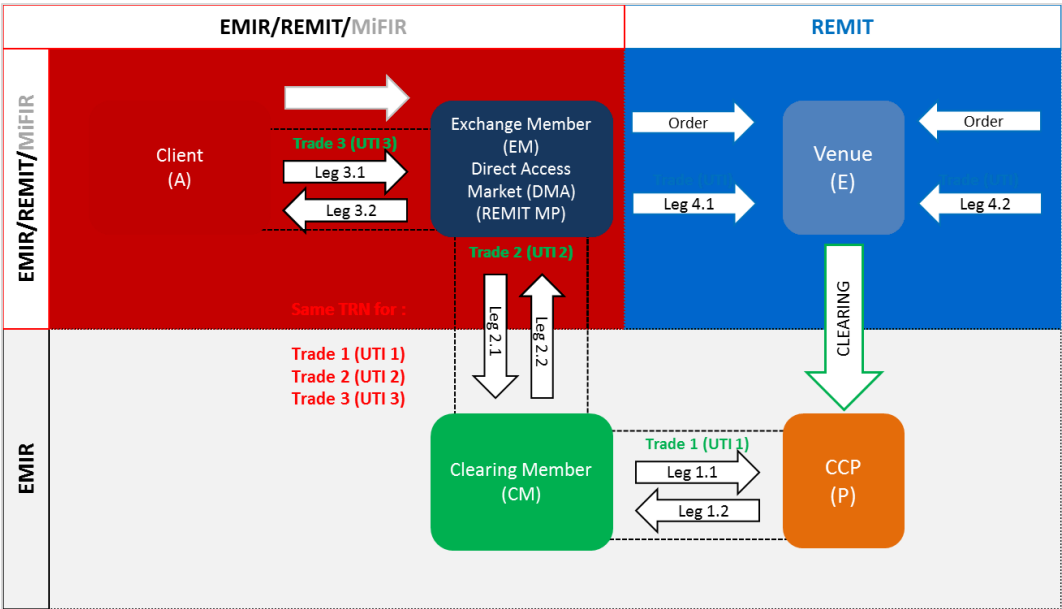 EMIR/REMIT/MiFIR
REMIT
EMIR/REMIT/MiFIR
EMIR
Client
(A)
Trade 3 (UTI 3)
Leg 3.1
Leg 3.2
Exchange Member
(EM)
Direct Access
Market (DMA)
(REMIT MP)
Order
Trade (UTI)
Leg 4.1
Venue
(E)
Order
Trade (UTI)
Leg 4.2
Trade 2 (UTI 2)
Leg 2.1
Leg 2.2
CLEARING
Same TRN for :
Trade 1 (UTI 1)
Trade 2 (UTI 2)
Trade 3 (UTI 3)
Clearing Member
(CM)
Trade 1 (UTI 1)
Leg 1.1
Leg 1.2
CCP
(P)